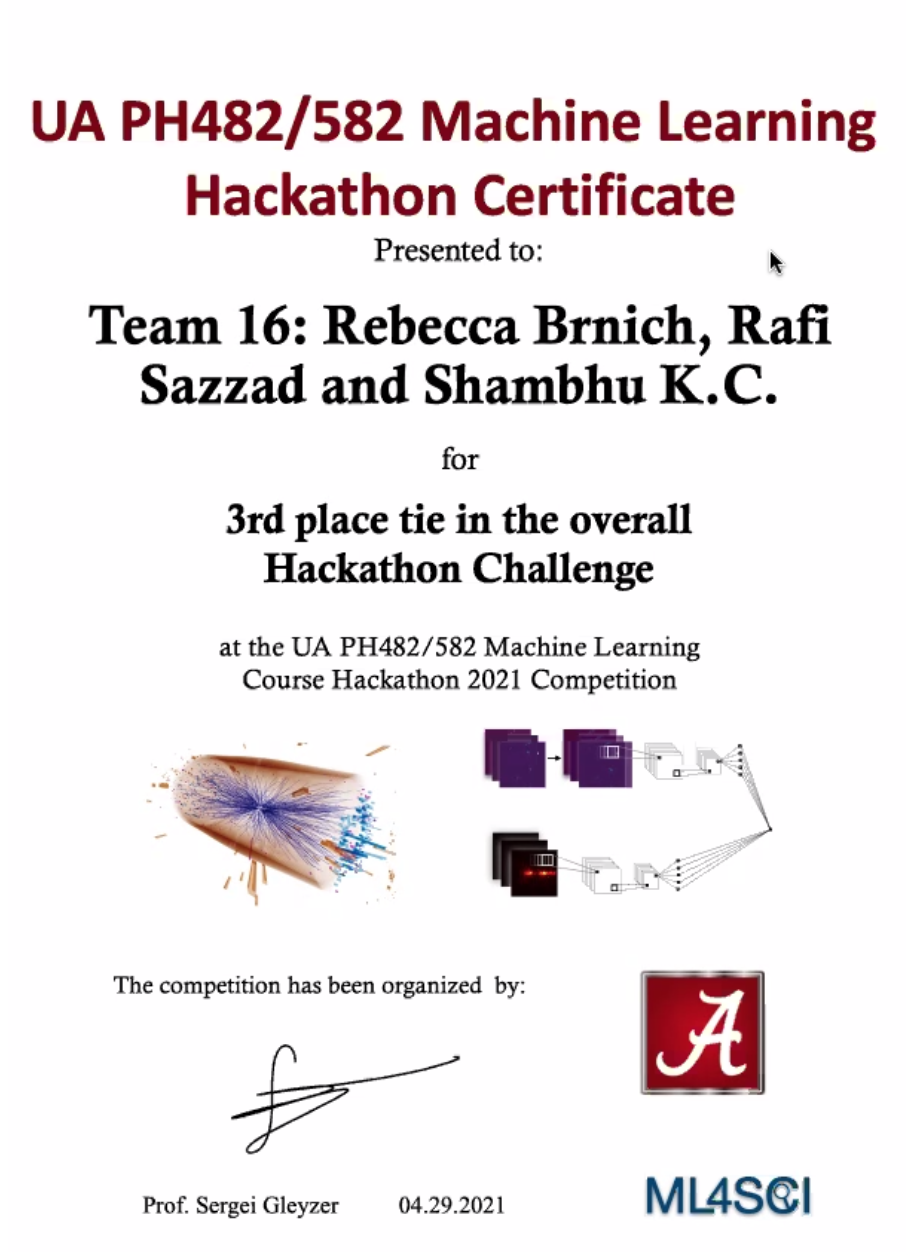 UA PH482/582 Machine Learning
Hackathon Certificate
Presented to:
Team 16: Rebecca Brnich, Rafi
Sazzad and Shambhu K.C.
for
3rd place tie in the overall
Hackathon Challenge
at the UA PH482/582 Machine Learning
Course Hackathon 2021 Competition
The competition has been organized by:
A
Prof. Sergei Gleyzer 04.29.2021
ML4SCI